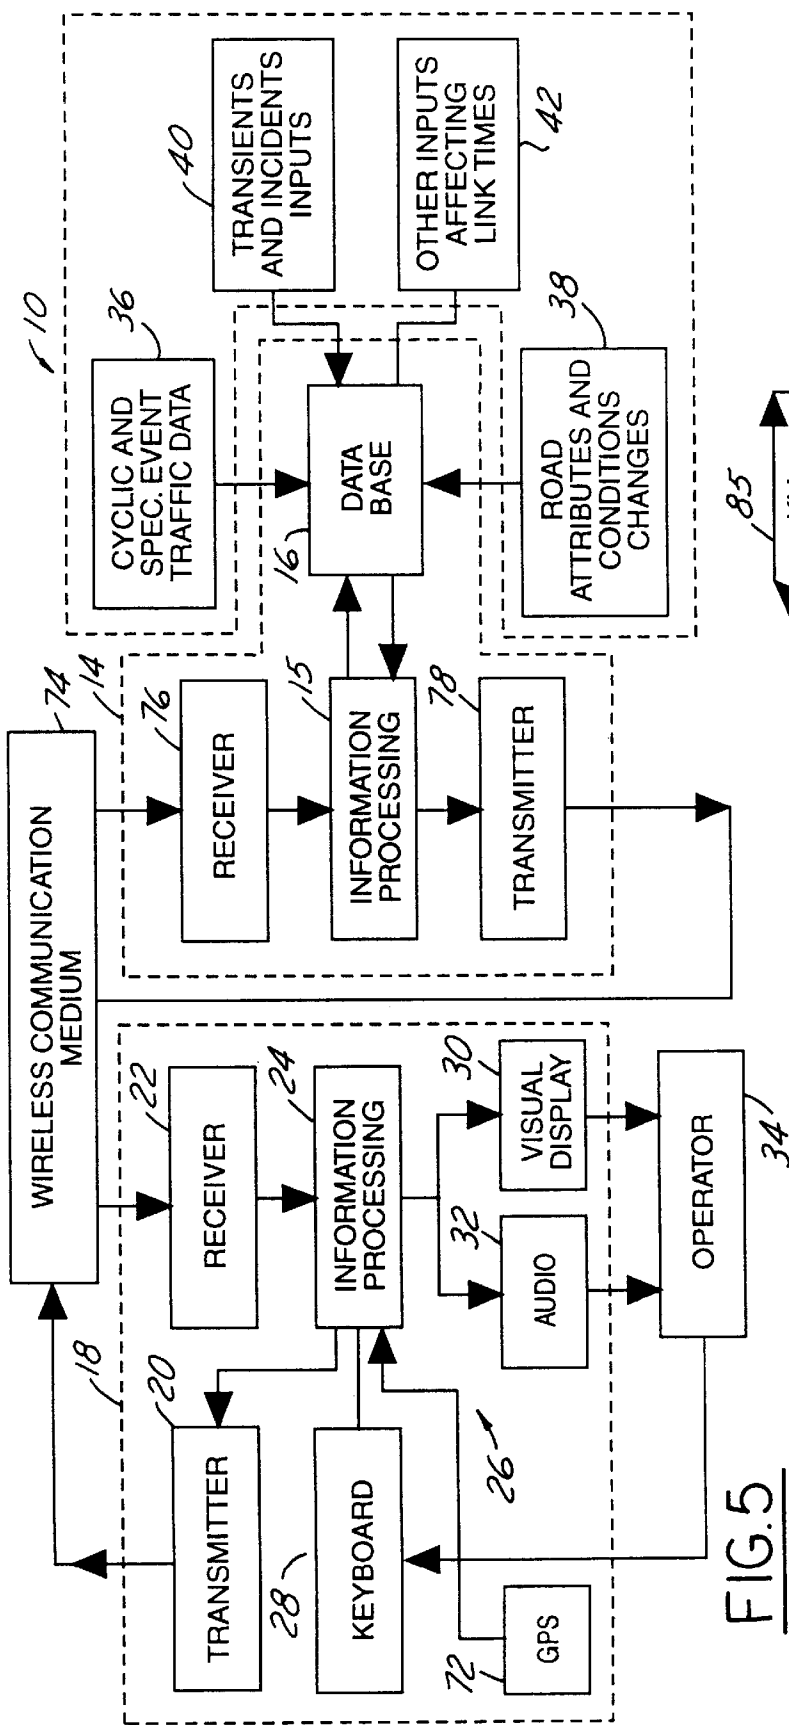 10
36
CYCLIC AND
SPEC. EVENT
TRAFFIC DATA
40
TRANSIENTS
AND INCIDENTS
INPUTS
OTHER INPUTS
AFFECTING
LINK TIMES
42
16
DATA
BASE
38
ROAD
ATTRIBUTES AND
CONDITIONS
CHANGES
WIRELESS COMMUNICATION
MEDIUM
74
14
76
RECEIVER
15
INFORMATION
PROCESSING
78
TRANSMITTER
18
20
TRANSMITTER
22
RECEIVER
24
INFORMATION
PROCESSING
28
KEYBOARD
26
72
GPS
32
AUDIO
30
VISUAL
DISPLAY
OPERATOR
34
FIG.5
85